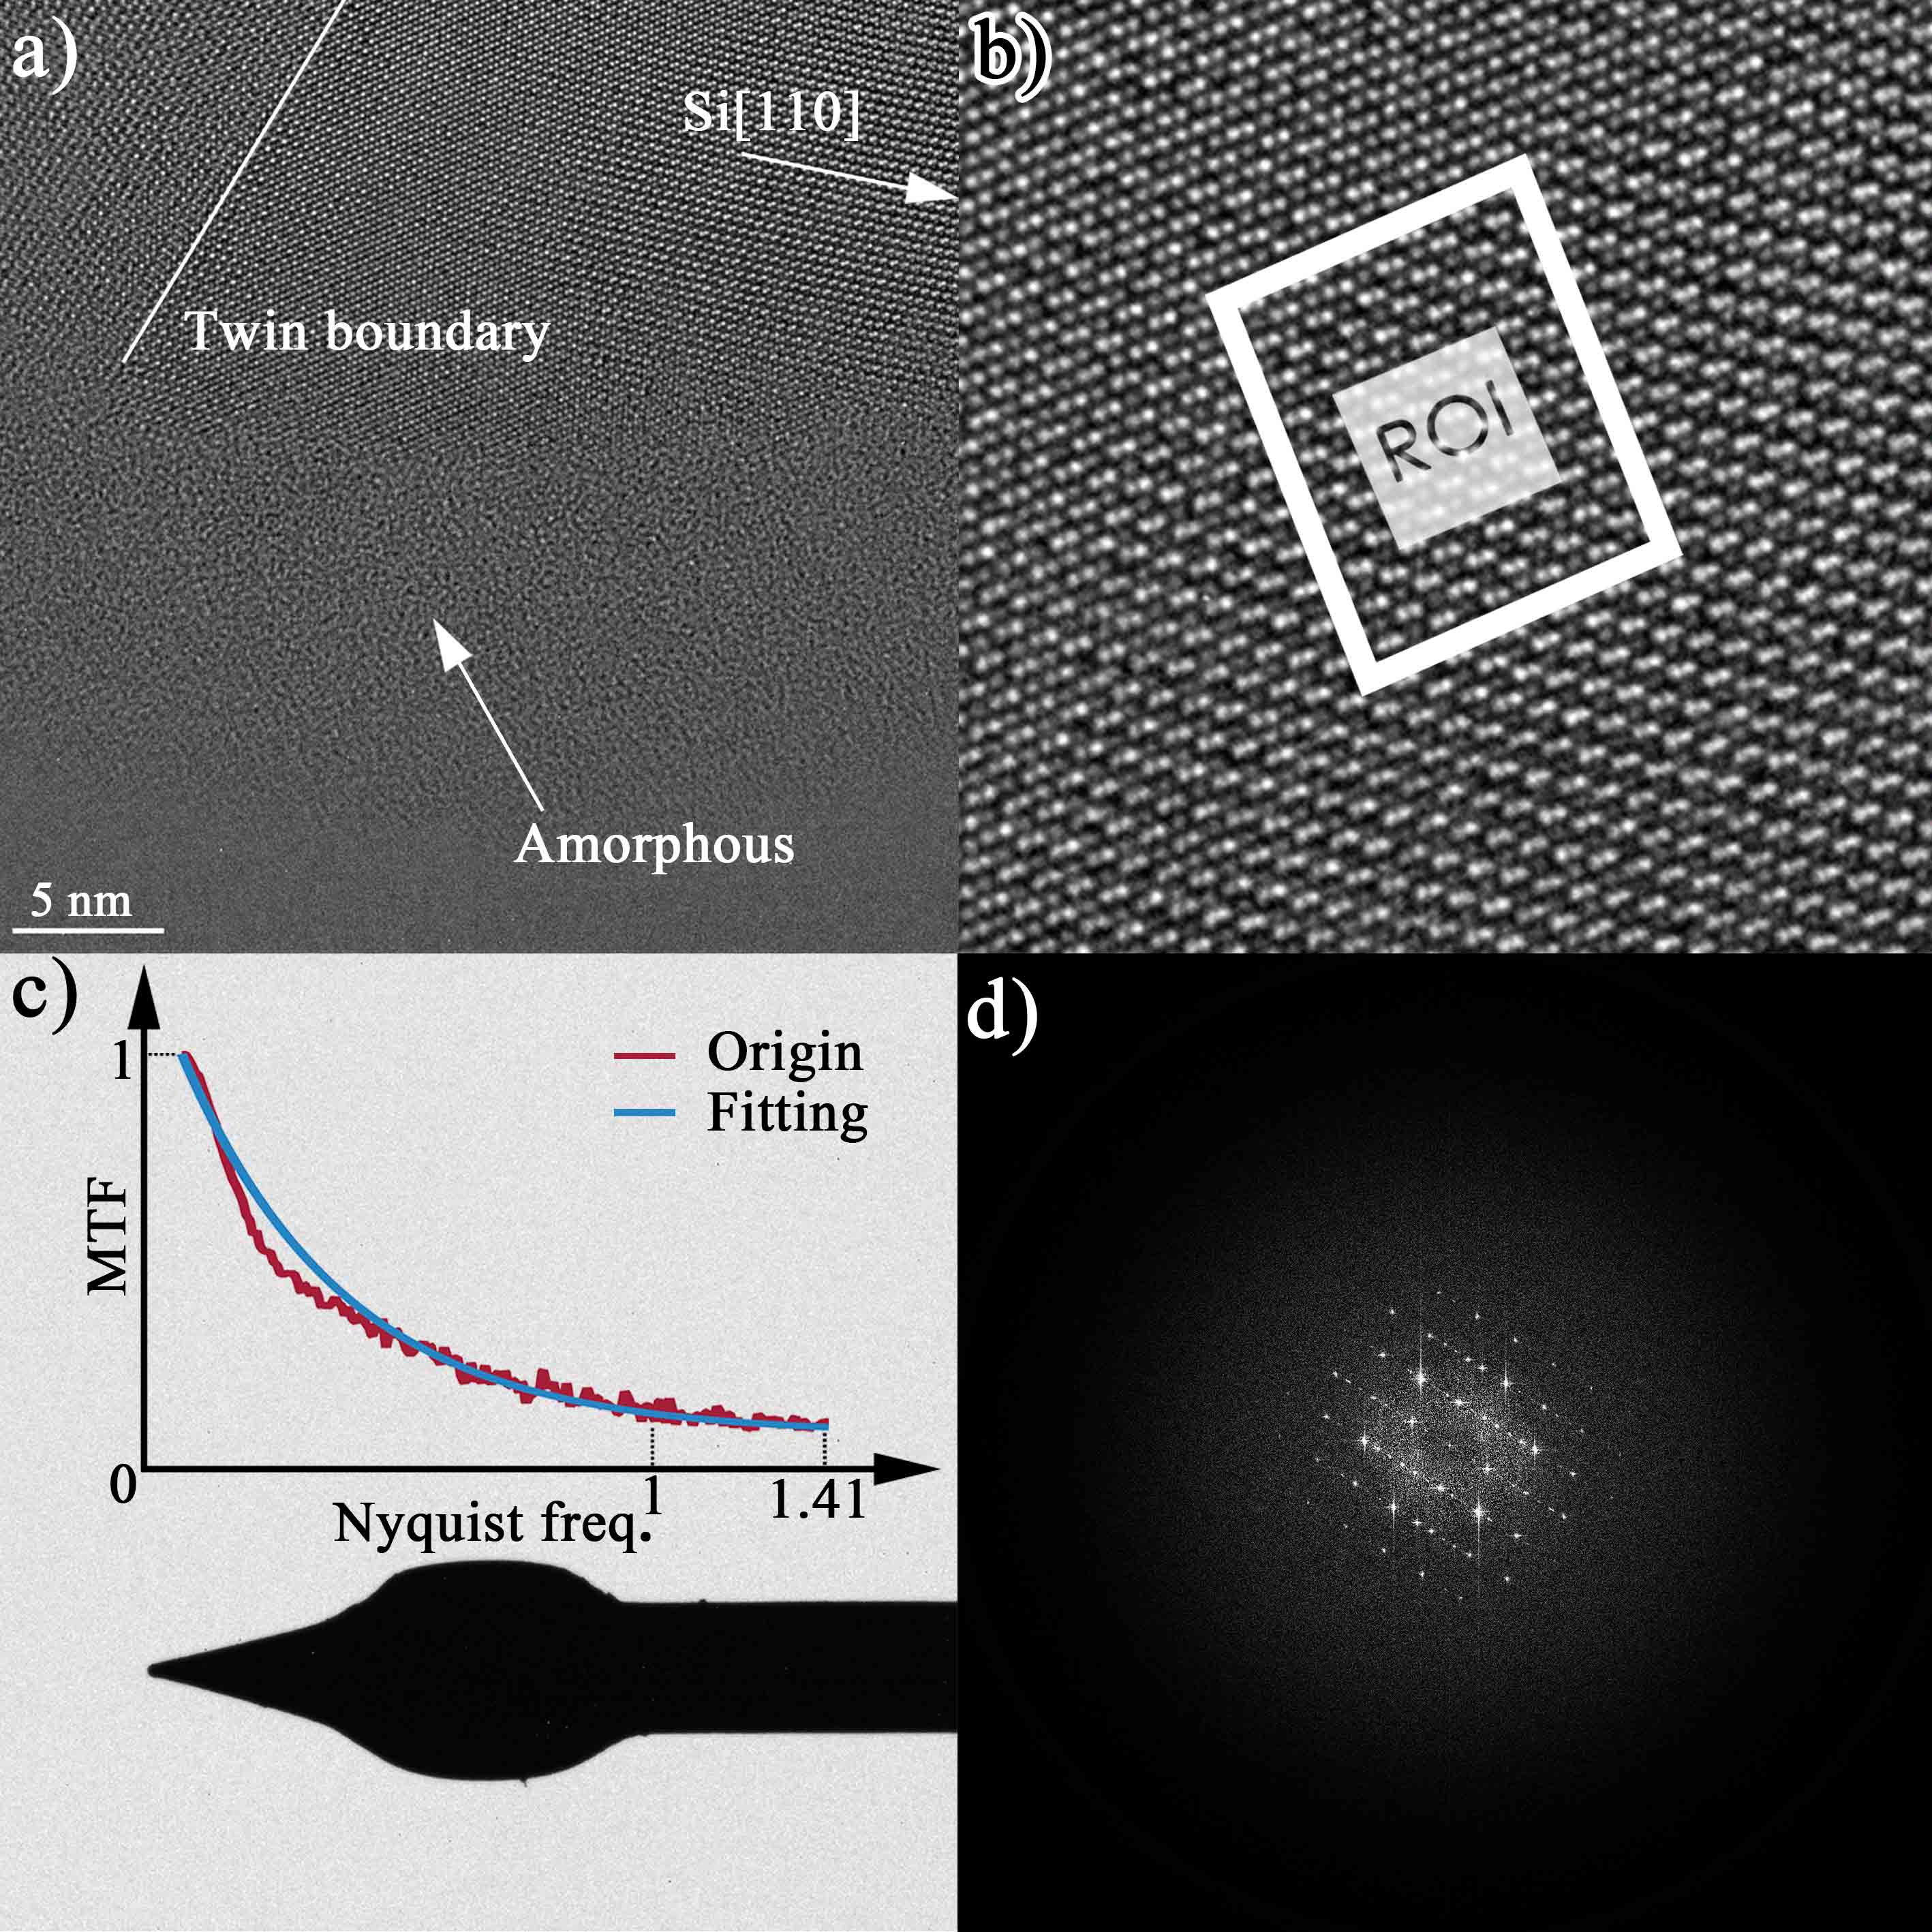 a)
Si[110]
Twin boundary
Amorphous
5 nm
b)
ROI
c)
1
Origin
Fitting
MTF
0
1
1.41
Nyquist freq.
d)